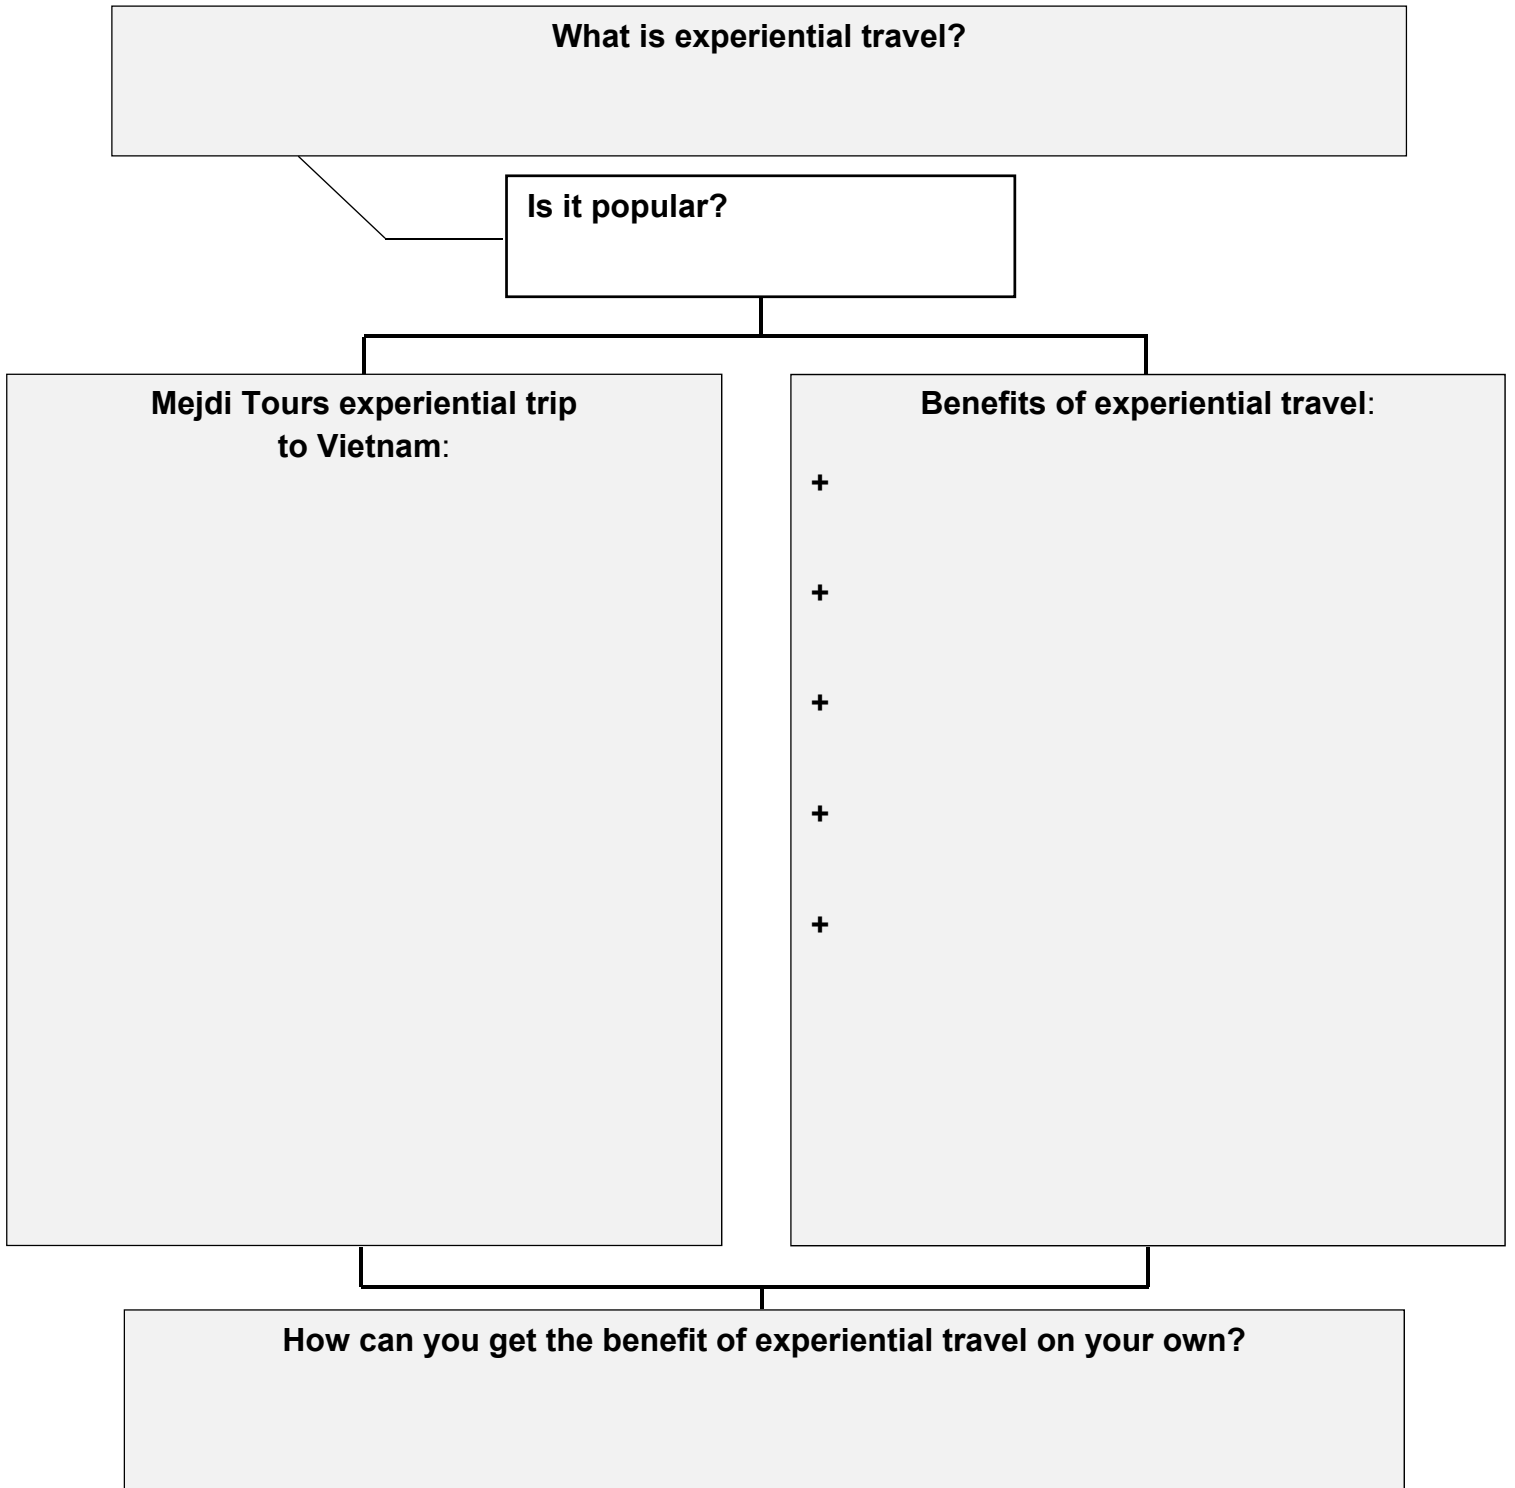 What is experiential travel?
Is it popular?
Mejdi Tours experiential trip
to Vietnam:
Benefits of experiential travel:
+
+
+
+
+
How can you get the benefit of experiential travel on your own?